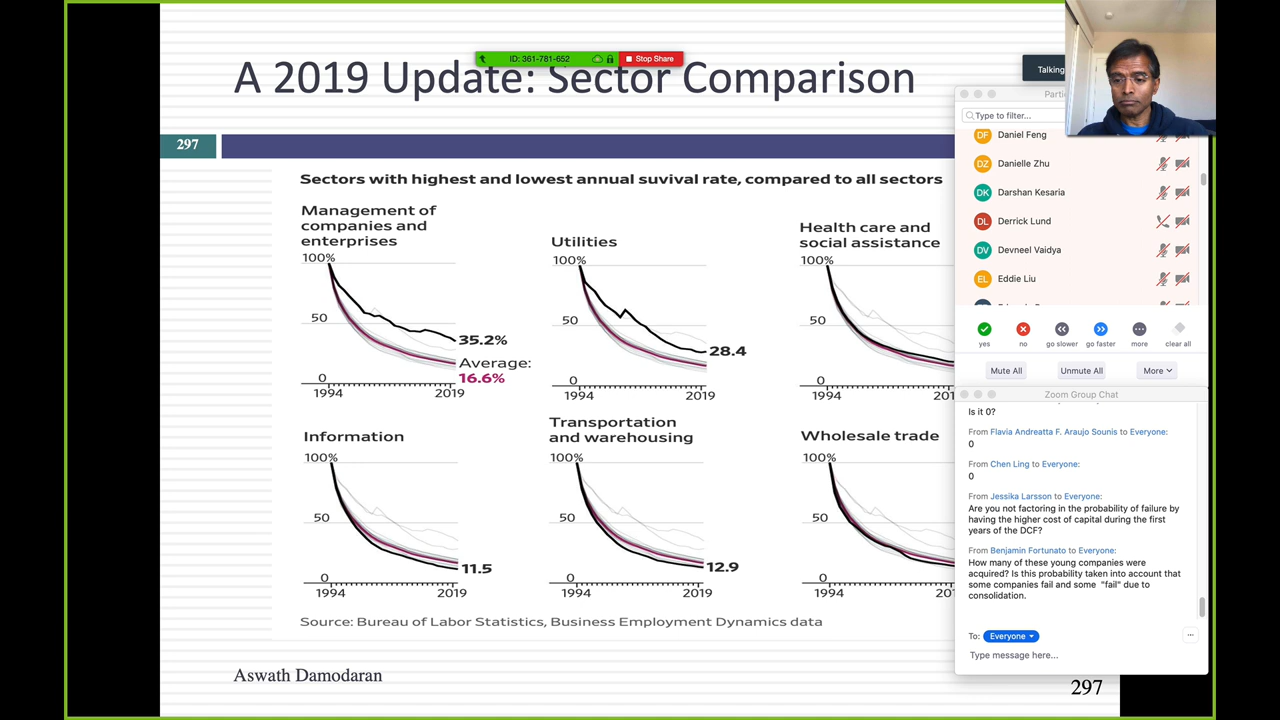 ID: 361-781-652
Stop Share
A 2019 Update: Sector Comparison
297
Sectors with highest and lowest annual suvival rate, compared to all sectors
Management of
companies and
enterprises
100%
50
0
1994
2019
35.2%
Average:
16.6%
Utilities
100%
50
0
1994
2019
28.4
Health care and
social assistance
100%
50
0
1994
Information
100%
50
0
1994
2019
11.5
Transportation
and warehousing
100%
50
0
1994
2019
12.9
Wholesale trade
100%
50
0
1994
Source: Bureau of Labor Statistics, Business Employment Dynamics data
Aswath Damodaran
297
Talking
Type to filter...
DF Daniel Feng
DZ Danielle Zhu
DK Darshan Kesaria
DL Derrick Lund
DV Devneel Vaidya
EL Eddie Liu
yes
no
go slower
go faster
more
clear all
Mute All
Unmute All
More
Zoom Group Chat
Is it 0?
From Flavia Andreatta F. Araujo Sounis to Everyone:
0
From Chen Ling to Everyone:
0
From Jessika Larsson to Everyone:
Are you not factoring in the probability of failure by
having the higher cost of capital during the first
years of the DCF?
From Benjamin Fortunato to Everyone:
How many of these young companies were
acquired? Is this probability taken into account that
some companies fail and some "fail" due to
consolidation.
To: Everyone
Type message here...